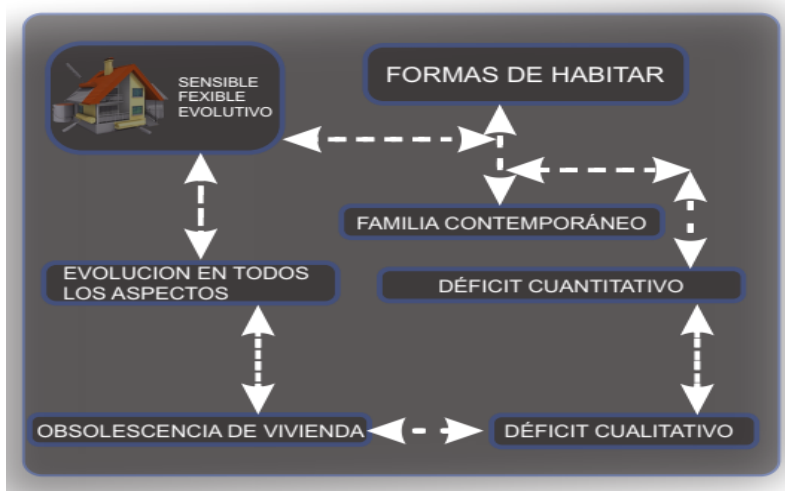 SENSIBLE
FEXIBLE
EVOLUTIVO
FORMAS DE HABITAR
FAMILIA CONTEMPORÁNEO
EVOLUCION EN TODOS
LOS ASPECTOS
DÉFICIT CUANTITATIVO
OBSOLESCENCIA DE VIVIENDA
DÉFICIT CUALITATIVO